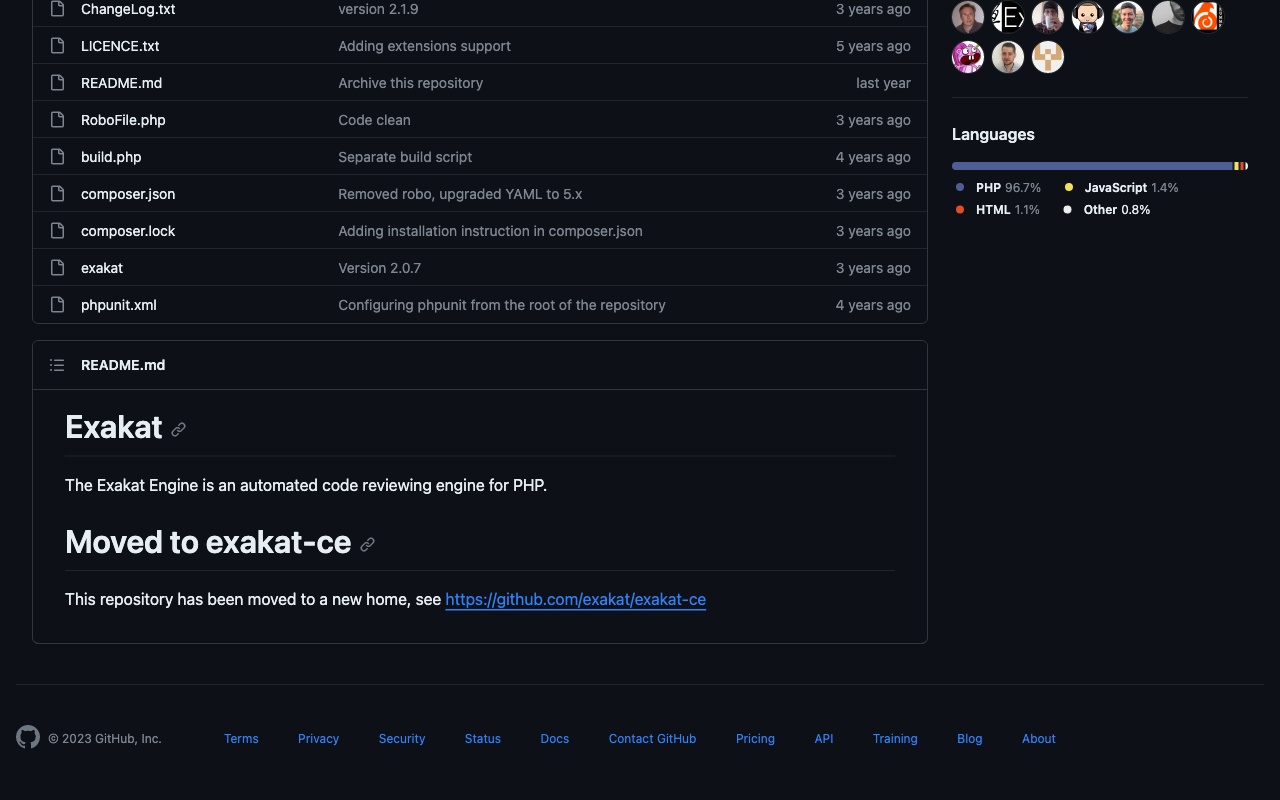 ChangeLog.txt version 2.1.9 3 years ago
LICENCE.txt Adding extensions support 5 years ago
README.md Archive this repository last year
RoboFile.php Code clean 3 years ago
build.php Separate build script 4 years ago
composer.json Removed robo, upgraded YAML to 5.x 3 years ago
composer.lock Adding installation instruction in composer.json 3 years ago
exakat Version 2.0.7 3 years ago
phpunit.xml Configuring phpunit from the root of the repository 4 years ago
README.md
Exakat
The Exakat Engine is an automated code reviewing engine for PHP.
Moved to exakat-ce
This repository has been moved to a new home, see https://github.com/exakat/exakat-ce
Languages
PHP 96.7% JavaScript 1.4%
HTML 1.1% Other 0.8%
© 2023 GitHub, Inc. Terms Privacy Security Status Docs Contact GitHub Pricing API Training Blog About